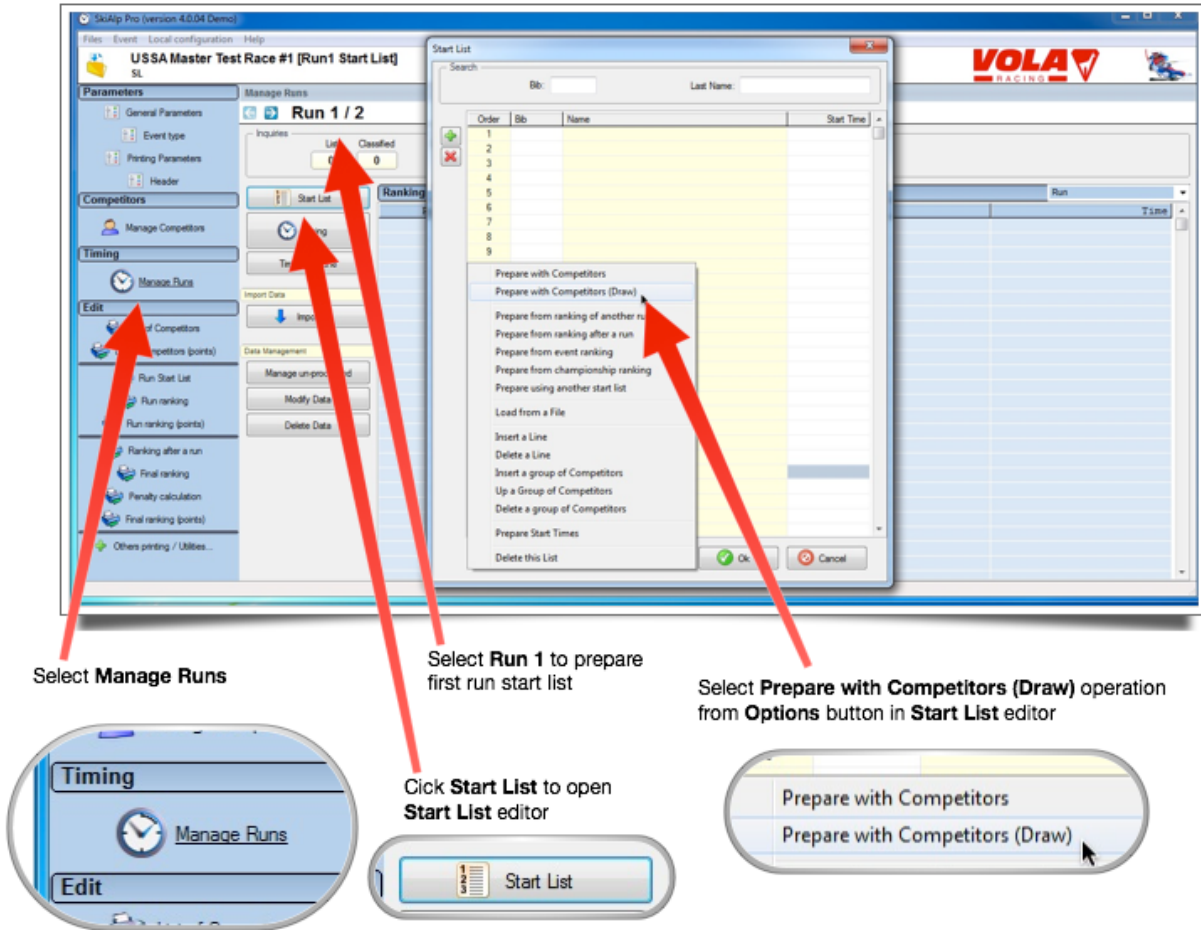 SkiAlp Pro (version 4.0.04 Demo)
Files Event Local configuration Help
USSA Master Test Race #1 [Run1 Start List]
SL
VOLA
RACING
Parameters
General Parameters
Event type
Printing Parameters
Header
Competitors
Manage Competitors
Timing
Manage Runs
Edit
of Competitors
(points)
Run Start List
Run ranking
Run ranking (points)
Ranking after a run
Final ranking
Penalty calculation
Final ranking (points)
Others printing / Utilities...
Manage Runs
Run 1 / 2
Inquiries
Classified
0
Start List
Import Data
Data Management
Manage
Modify Data
Delete Data
Ranking
Run
Time
Start List
Search
Bib:
Last Name:
Order Bib Name Start Time
1
2
3
4
5
6
7
8
9
Prepare with Competitors
Prepare with Competitors (Draw)
Prepare from ranking of another
Prepare from ranking after a run
Prepare from event ranking
Prepare from championship ranking
Prepare using another start list
Load from a File
Insert a Line
Delete a Line
Insert a group of Competitors
Up a Group of Competitors
Delete a group of Competitors
Prepare Start Times
Delete this List
Ok
Cancel
Select Manage Runs
Select Run 1 to prepare
first run start list
Select Prepare with Competitors (Draw) operation
from Options button in Start List editor
Cick Start List to open
Start List editor
Timing
Manage Runs
Edit
Start List
Prepare with Competitors
Prepare with Competitors (Draw)